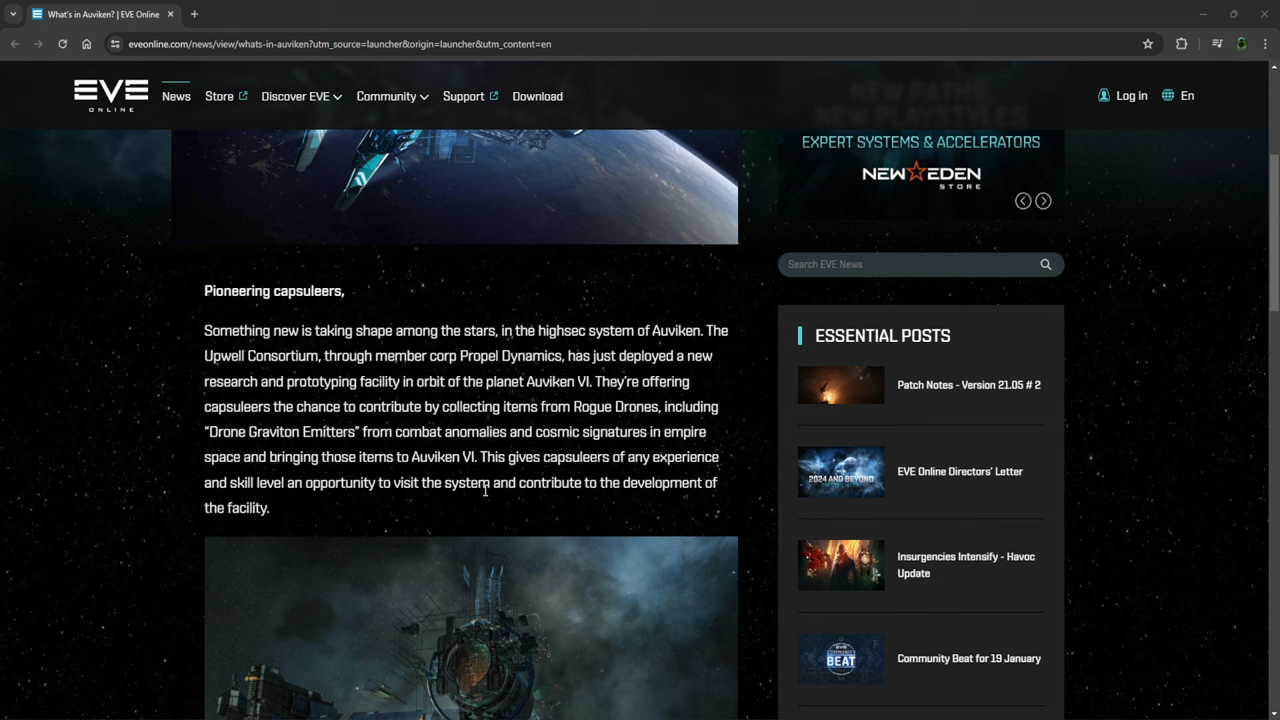 What's in Auviken? | EVE Online
eveonline.com/news/view/whats-in-auviken?utm_source=launcher&origin=launcher&utm_content=en
EVE
ONLINE
News
Store
Discover EVE
Community
Support
Download
Log In
En
NEW PATHS
NEW PLAYSTYLES
EXPERT SYSTEMS & ACCELERATORS
NEW EDEN
STORE
Search EVE News
Pioneering capsuleers,
Something new is taking shape among the stars, in the highsec system of Auviken. The
Upwell Consortium, through member corp Propel Dynamics, has just deployed a new
research and prototyping facility in orbit of the planet Auviken VI. They're offering
capsuleers the chance to contribute by collecting items from Rogue Drones, including
“Drone Graviton Emitters” from combat anomalies and cosmic signatures in empire
space and bringing those items to Auviken VI. This gives capsuleers of any experience
and skill level an opportunity to visit the system and contribute to the development of
the facility.
ESSENTIAL POSTS
Patch Notes - Version 21.05 # 2
2024 AND BEYOND
EVE Online Directors' Letter
Insurgencies Intensify - Havoc
Update
EVE
COMMUNITY
BEAT
Community Beat for 19 January